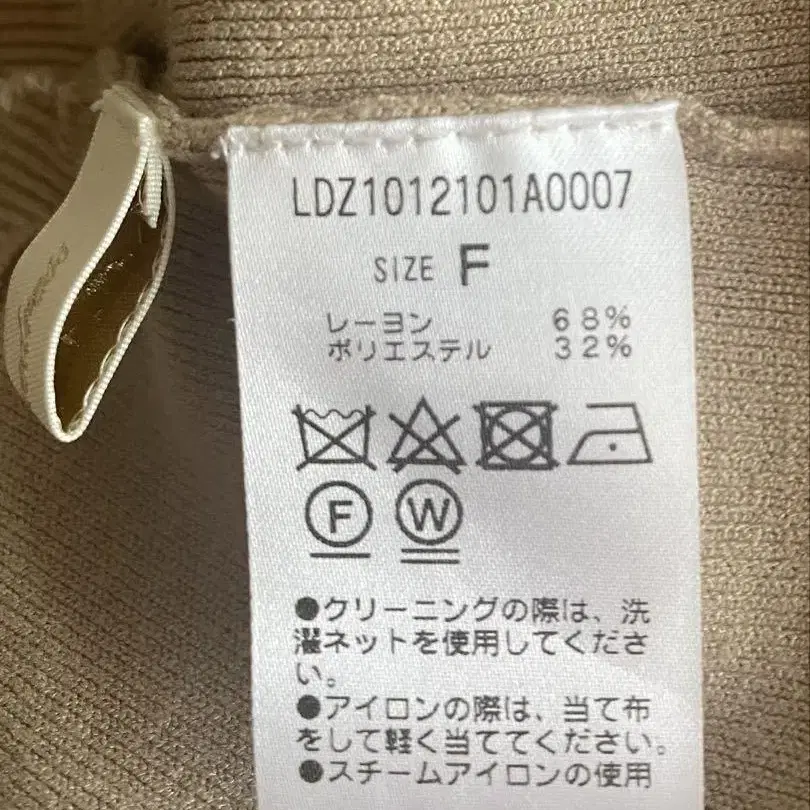 LDZ1012101A0007
SIZE F
レーヨン 68%
ポリエステル 32%
F W
●クリーニングの際は、洗
濯ネットを使用してくださ
い。
●アイロンの際は、当て布
をして軽く当ててください。
●スチームアイロンの使用